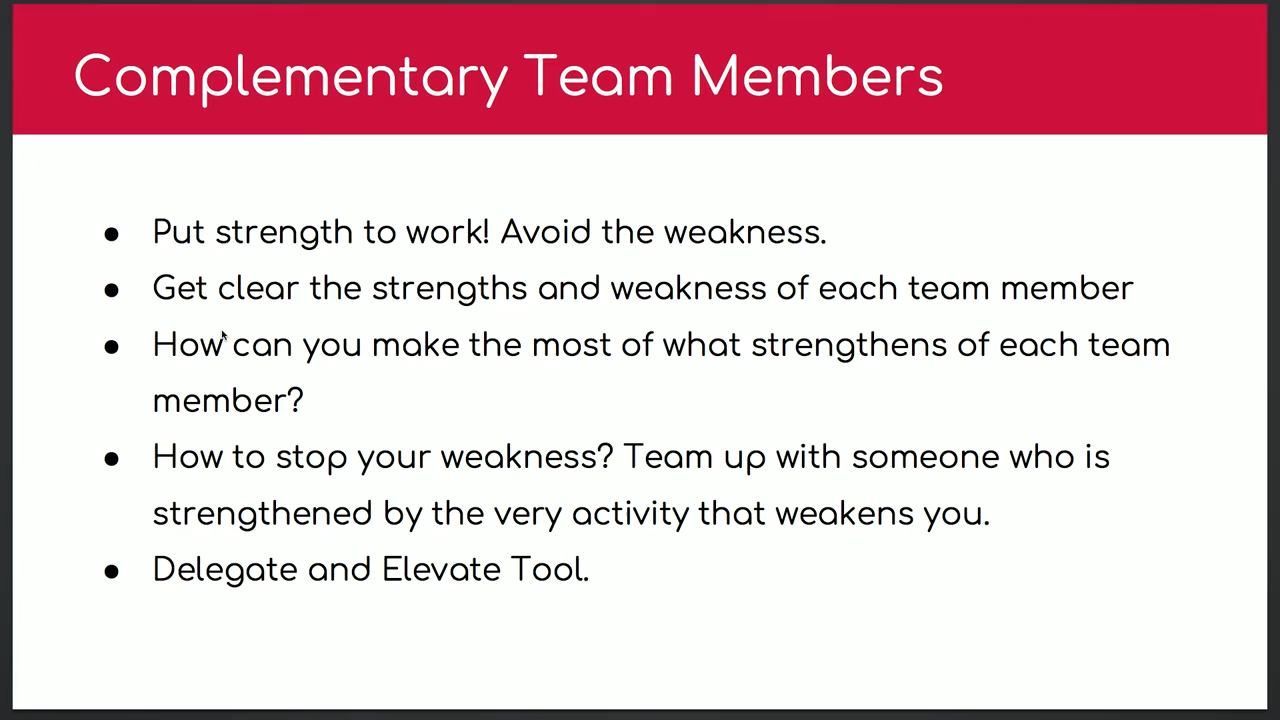 Complementary Team Members
● Put strength to work! Avoid the weakness.
● Get clear the strengths and weakness of each team member
● How can you make the most of what strengthens of each team
member?
● How to stop your weakness? Team up with someone who is
strengthened by the very activity that weakens you.
● Delegate and Elevate Tool.